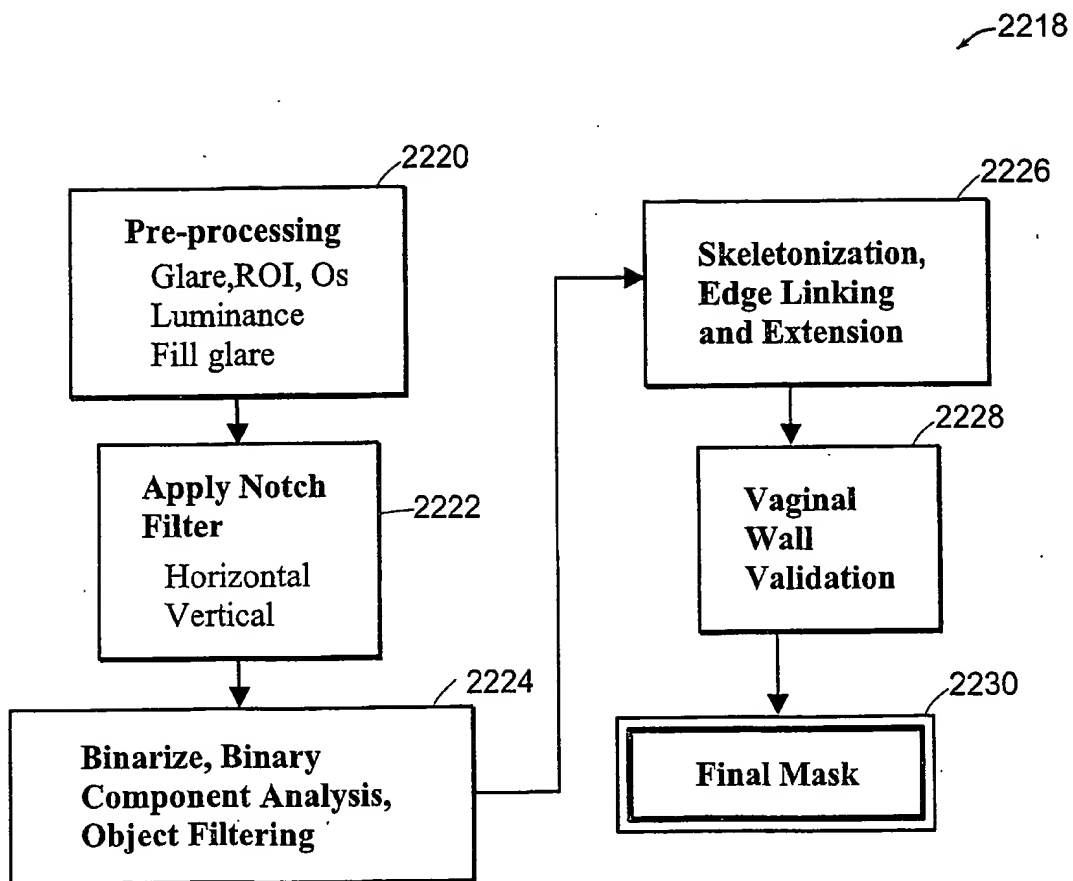 2218
2220
Pre-processing
Glare,ROI, Os
Luminance
Fill glare
Apply Notch
Filter
2222
Horizontal
Vertical
2224
Binarize, Binary
Component Analysis,
Object Filtering
2226
Skeletonization,
Edge Linking
and Extension
2228
Vaginal
Wall
Validation
2230
Final Mask